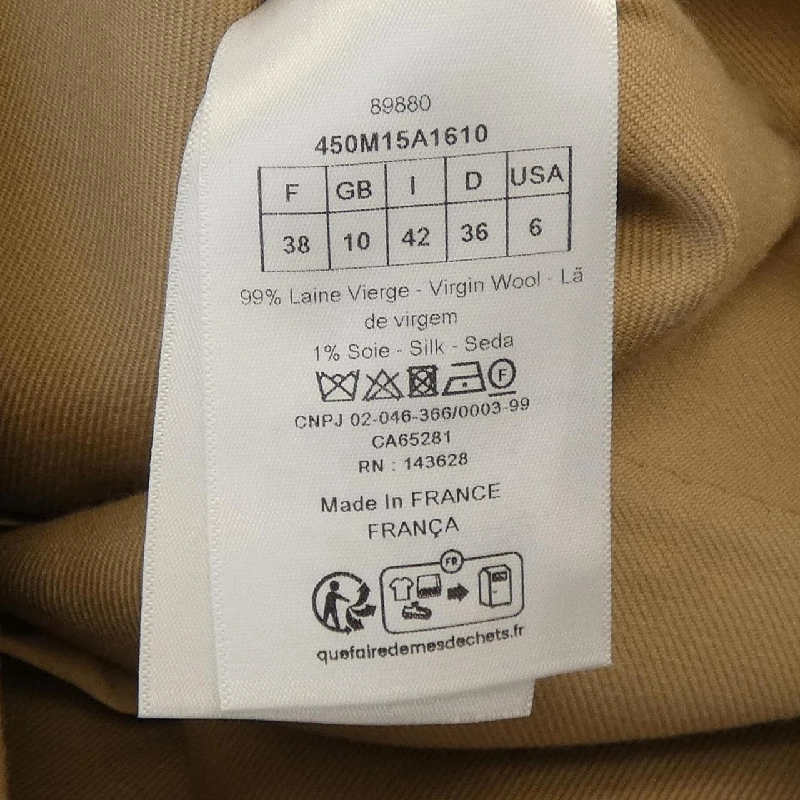 89880
450M15A1610
F GB I D USA
38 10 42 36 6
99% Laine Vierge - Virgin Wool - Lã
de virgem
1% Soie - Silk - Seda
F
CNPJ 02-046-366/0003-99
CA65281
RN : 143628
Made In FRANCE
FRANÇA
FR
quefairedemesdechets.fr